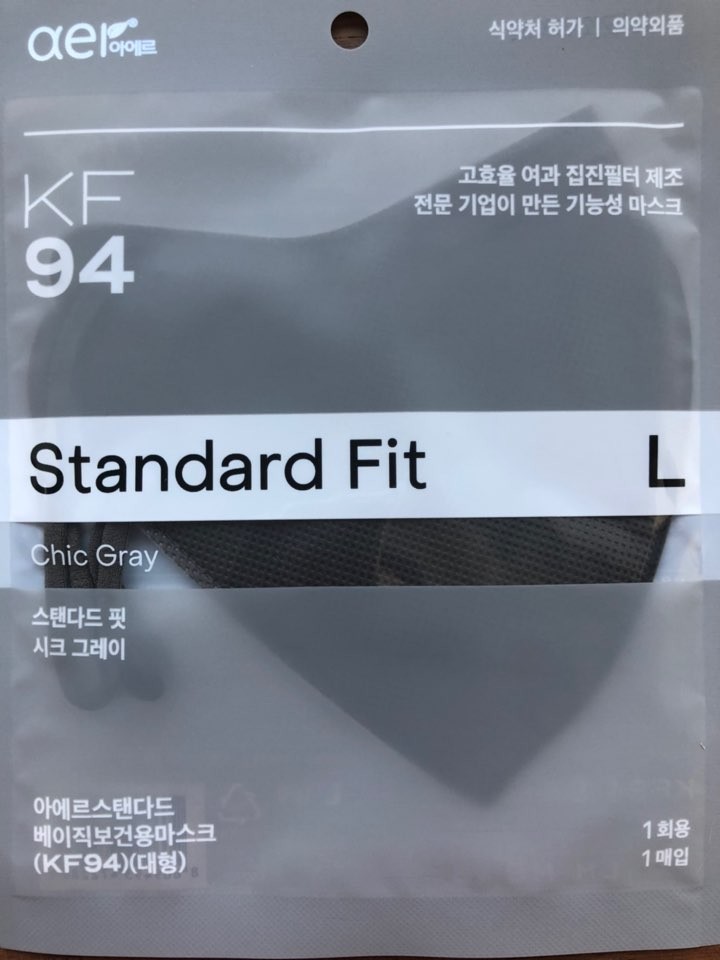 aer 아에르
식약처 허가 | 의약외품
KF
94
고효율 여과 집진필터 제조
전문 기업이 만든 기능성 마스크
Standard Fit L
Chic Gray
스탠다드 핏
시크 그레이
아에르스탠다드
베이직보건용마스크
(KF94)(대형)
1회용
1매입